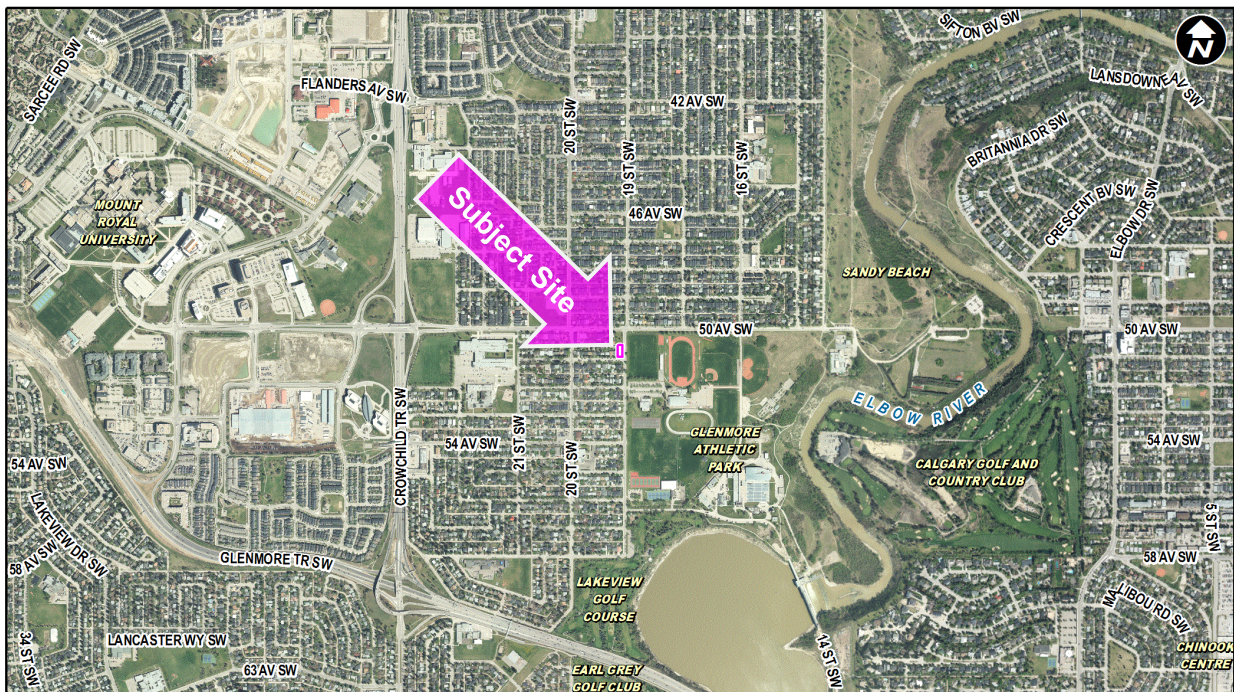 SIFTON BV SW
N
SARCEE RD SW
FLANDERS AV SW
20 ST SW
42 AV SW
LANSDOWNE AV SW
BRITANNIA DR SW
19 ST SW
16 ST SW
MOUNT
ROYAL
UNIVERSITY
Subject Site
46 AV SW
CRESCENT BV SW
ELBOW DR SW
SANDY BEACH
50 AV SW
50 AV SW
ELBOW RIVER
CROWCHILD TR SW
54 AV SW
21 ST SW
20 ST SW
GLENMORE
ATHLETIC
PARK
CALGARY GOLF AND
COUNTRY CLUB
54 AV SW
54 AV SW
LAKEVIEW DR SW
58 AV SW
GLENMORE TR SW
5 ST SW
58 AV SW
LAKEVIEW
GOLF
COURSE
MALIBOU RD SW
34 ST SW
LANCASTER WY SW
63 AV SW
EARL GREY
GOLF CLUB
14 ST SW
CHINOOK
CENTRE